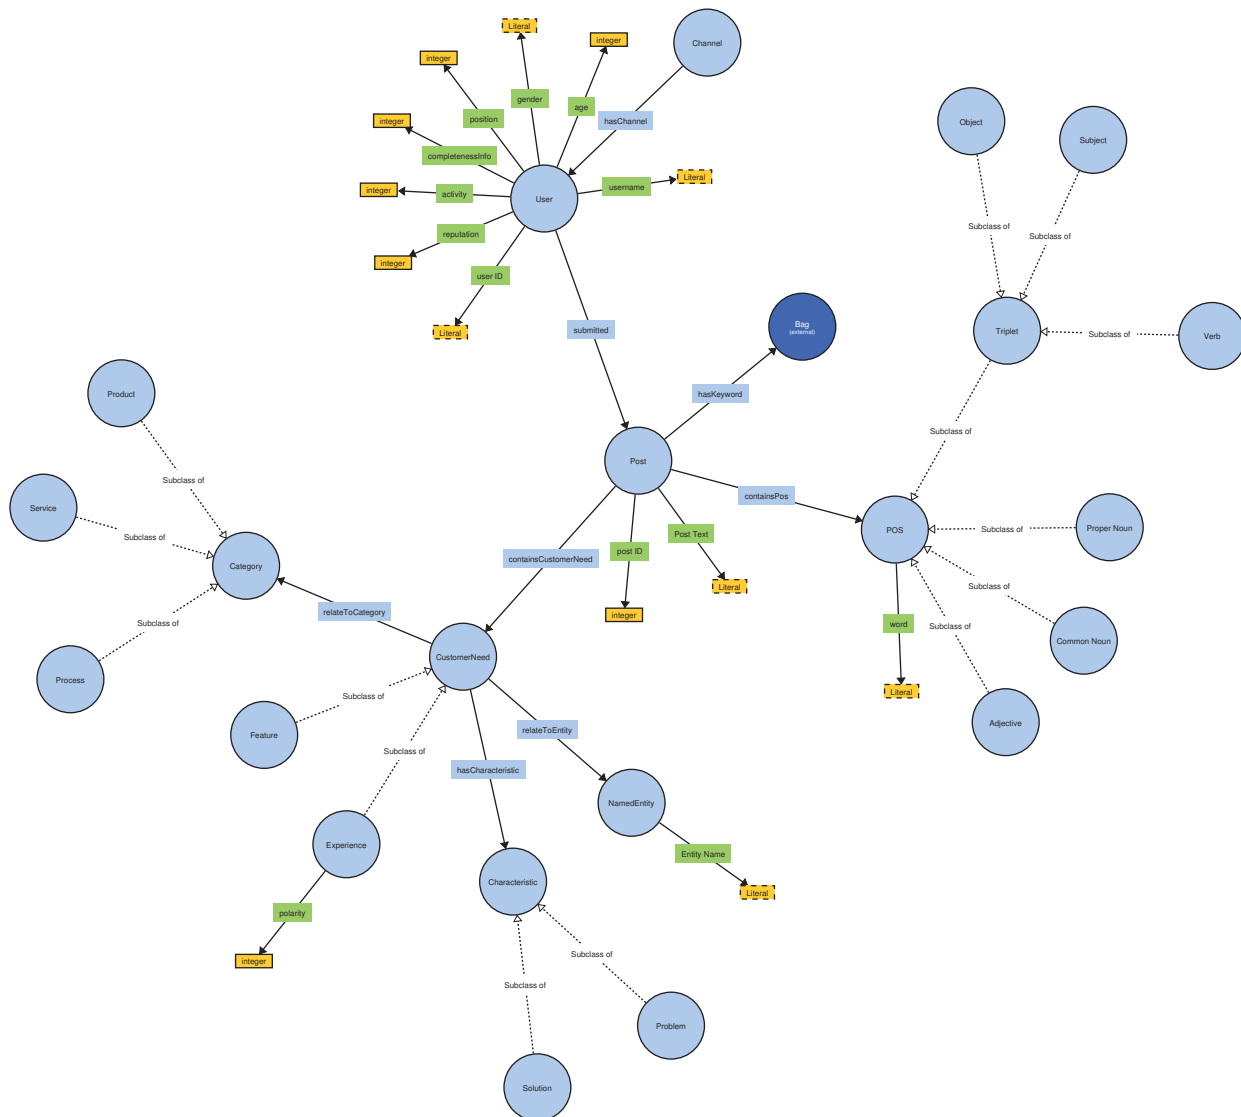 Literal
integer
Channel
integer
gender
age
position
hasChannel
integer
Object
completenessInfo
Subject
username
Literal
integer
activity
User
reputation
Subclass of
Subclass of
integer
user ID
Literal
submitted
Bag
(external)
Triplet
Subclass of
Verb
Product
hasKeyword
Subclass of
Post
Subclass of
containsPos
Service
Subclass of
POS
Subclass of
Proper Noun
Post Text
post ID
containsCustomerNeed
Category
Literal
Subclass of
relateToCategory
integer
word
Subclass of
Subclass of
Common Noun
CustomerNeed
Process
Subclass of
Literal
Feature
relateToEntity
Adjective
Subclass of
hasCharacteristic
NamedEntity
Experience
Entity Name
Characteristic
Literal
polarity
integer
Subclass of
Subclass of
Problem
Solution